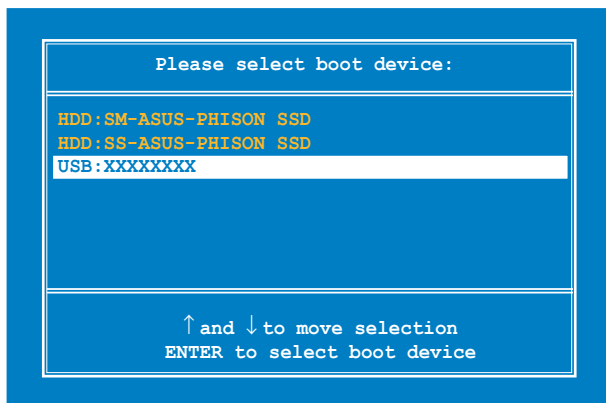 Please select boot device:
HDD:SM-ASUS-PHISON SSD
HDD:SS-ASUS-PHISON SSD
USB:XXXXXXXX
↑ and ↓ to move selection
ENTER to select boot device